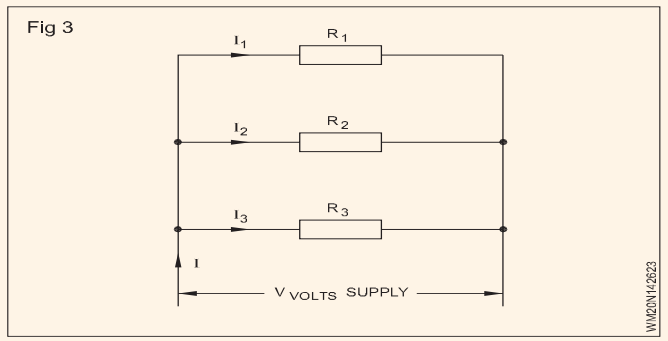 Fig 3
I1 R1
I2 R2
I3 R3
I
V VOLTS SUPPLY
WM20N142623